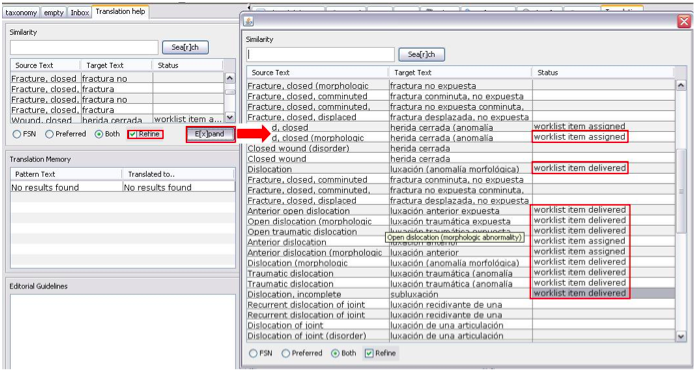 taxonomy empty Inbox Translation help
Similarity
Sea[r]ch
Source Text Target Text Status
Fracture, closed fractura no
Fracture, closed, fractura
Fracture, closed, fractura no
Fracture, closed, fractura
Wound, closed herida cerrada worklist item a...
FSN Preferred Both Refine E[x]pand
Translation Memory
Pattern Text Translated to..
No results found No results found
Editorial Guidelines
Similarity
Sea[r]ch
Source Text Target Text Status
Fracture, closed (morphologic fractura no expuesta
Fracture, closed, comminuted fractura conminuta, no expuesta
Fracture, closed, comminuted, fractura no expuesta conminuta,
Fracture, closed, displaced fractura desplazada, no expuesta
d, closed herida cerrada (anomalía worklist item assigned
d, closed (morphologic herida cerrada (anomalía worklist item assigned
Closed wound (disorder) herida cerrada
Closed wound herida cerrada
Dislocation luxación (anomalía morfológica) worklist item delivered
Fracture, closed, comminuted fractura conminuta, no expuesta
Fracture, closed, comminuted, fractura no expuesta conminuta,
Fracture, closed, displaced fractura desplazada, no expuesta
Anterior open dislocation luxación anterior expuesta worklist item delivered
Open dislocation (morphologic luxación traumática expuesta worklist item delivered
Open traumatic dislocation luxación traumática expuesta worklist item delivered
Open dislocation (morphologic abnormality)
Anterior dislocation luxación anterior worklist item assigned
Anterior dislocation (morphologic luxación anterior worklist item assigned
Dislocation (morphologic luxación (anomalía morfológica) worklist item delivered
Traumatic dislocation luxación traumática (anomalía worklist item delivered
Traumatic dislocation luxación traumática (anomalía worklist item delivered
Dislocation, incomplete subluxación worklist item delivered
Recurrent dislocation of joint luxación recidivante de una
Recurrent dislocation of joint luxación recidivante de una
Dislocation of joint luxación de una articulación
Dislocation of joint (disorder) luxación de una articulación
FSN Preferred Both Refine